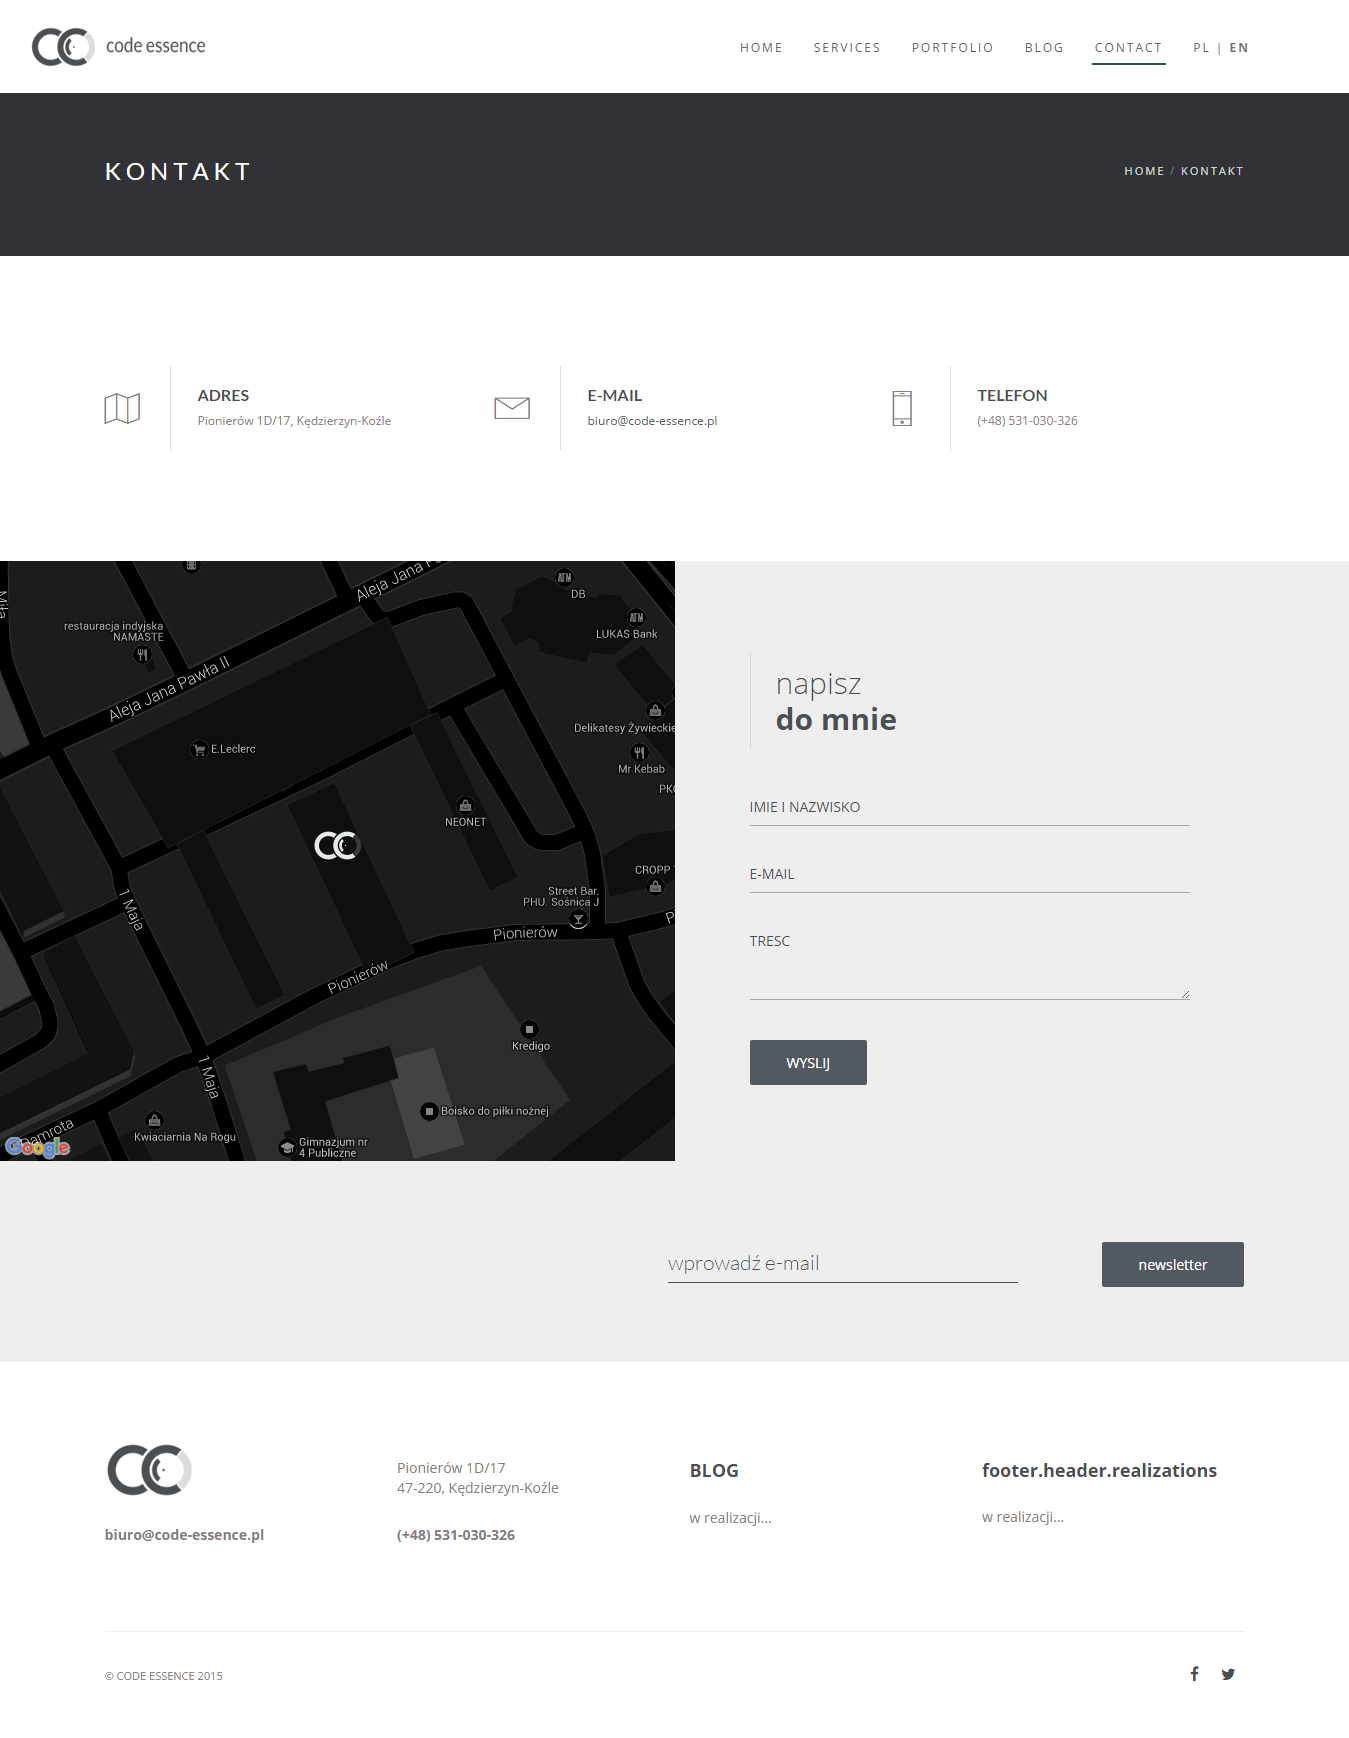 code essence
HOME SERVICES PORTFOLIO BLOG CONTACT PL | EN
KONTAKT
HOME / KONTAKT
ADRES
Pionierów 1D/17, Kędzierzyn-Koźle
E-MAIL
biuro@code-essence.pl
TELEFON
(+48) 531-030-326
Aleja Jana
ATM
DB
Miła
restauracja indyjska
NAMASTE
ATM
LUKAS Bank
Aleja Jana Pawła II
Delikatesy Żywieckie
E.Leclerc
Mr Kebab
NEONET
CROPP
Street Bar.
PHU. Sośnica J
1 Maja
Pionierów
Pionierów
Kredigo
1 Maja
Boisko do piłki nożnej
Damrota
Kwiaciarnia Na Rogu
Gimnazjum nr
4 Publiczne
Google
napisz
do mnie
IMIE I NAZWISKO
E-MAIL
TRESC
WYSLIJ
wprowadź e-mail
newsletter
biuro@code-essence.pl
Pionierów 1D/17
47-220, Kędzierzyn-Koźle
(+48) 531-030-326
BLOG
w realizacji...
footer.header.realizations
w realizacji...
© CODE ESSENCE 2015